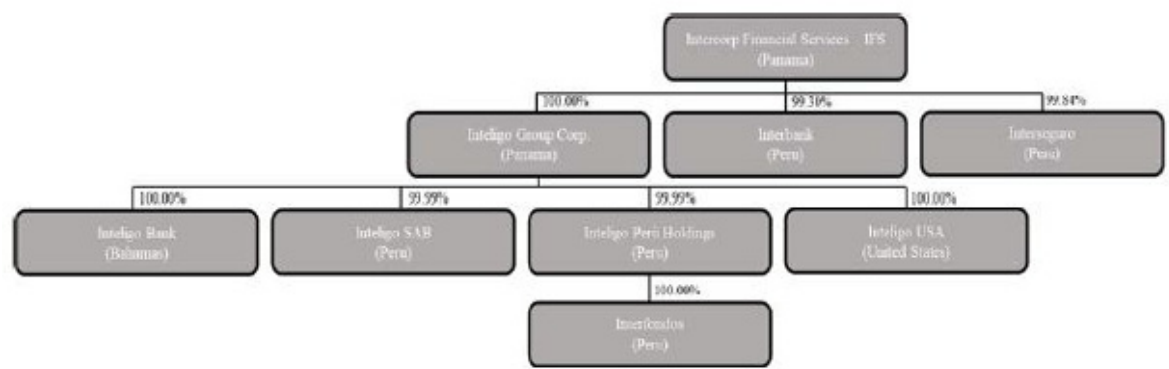 Intercorp Financial Services IFS
(Panama)
100.00%
99.30%
99.84%
Inteligo Group Corp.
(Panama)
Interbank
(Peru)
Interseguro
(Peru)
100.00%
99.99%
99.99%
100.00%
Inteligo Bank
(Bahamas)
Inteligo SAB
(Peru)
Inteligo Perú Holdings
(Peru)
Inteligo USA
(United States)
100.00%
Interfondos
(Peru)